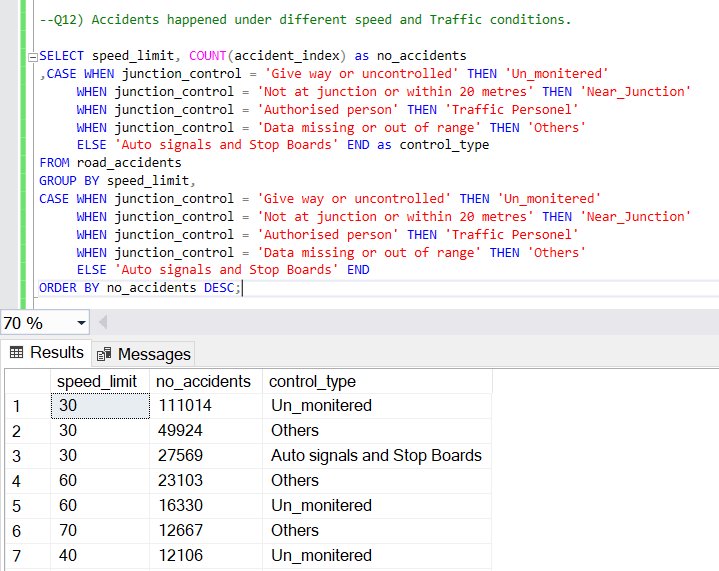 --Q12) Accidents happened under different speed and Traffic conditions.
SELECT speed_limit, COUNT(accident_index) as no_accidents
,CASE WHEN junction_control = 'Give way or uncontrolled' THEN 'Un_monitered'
WHEN junction_control = 'Not at junction or within 20 metres' THEN 'Near_Junction'
WHEN junction_control = 'Authorised person' THEN 'Traffic Personel'
WHEN junction_control = 'Data missing or out of range' THEN 'Others'
ELSE 'Auto signals and Stop Boards' END as control_type
FROM road_accidents
GROUP BY speed_limit,
CASE WHEN junction_control = 'Give way or uncontrolled' THEN 'Un_monitered'
WHEN junction_control = 'Not at junction or within 20 metres' THEN 'Near_Junction'
WHEN junction_control = 'Authorised person' THEN 'Traffic Personel'
WHEN junction_control = 'Data missing or out of range' THEN 'Others'
ELSE 'Auto signals and Stop Boards' END
ORDER BY no_accidents DESC;
70 %
Results Messages
speed_limit no_accidents control_type
1 30 111014 Un_monitered
2 30 49924 Others
3 30 27569 Auto signals and Stop Boards
4 60 23103 Others
5 60 16330 Un_monitered
6 70 12667 Others
7 40 12106 Un_monitered